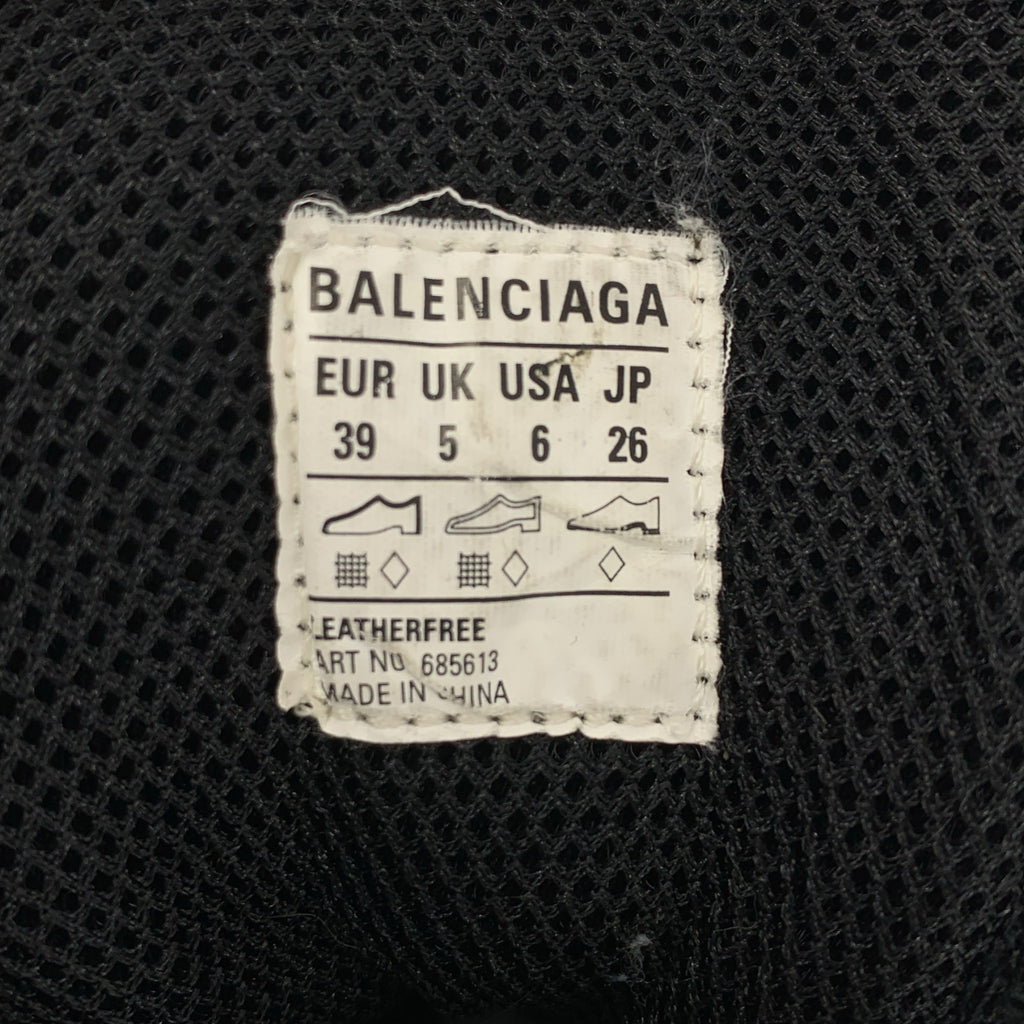 BALENCIAGA
EUR UK USA JP
39 5 6 26
LEATHERFREE
ART NO 685613
MADE IN CHINA